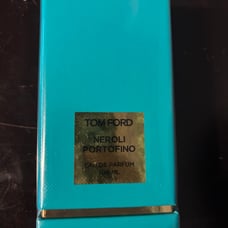 TOM FORD
NEROLI
PORTOFINO
EAU DE PARFUM